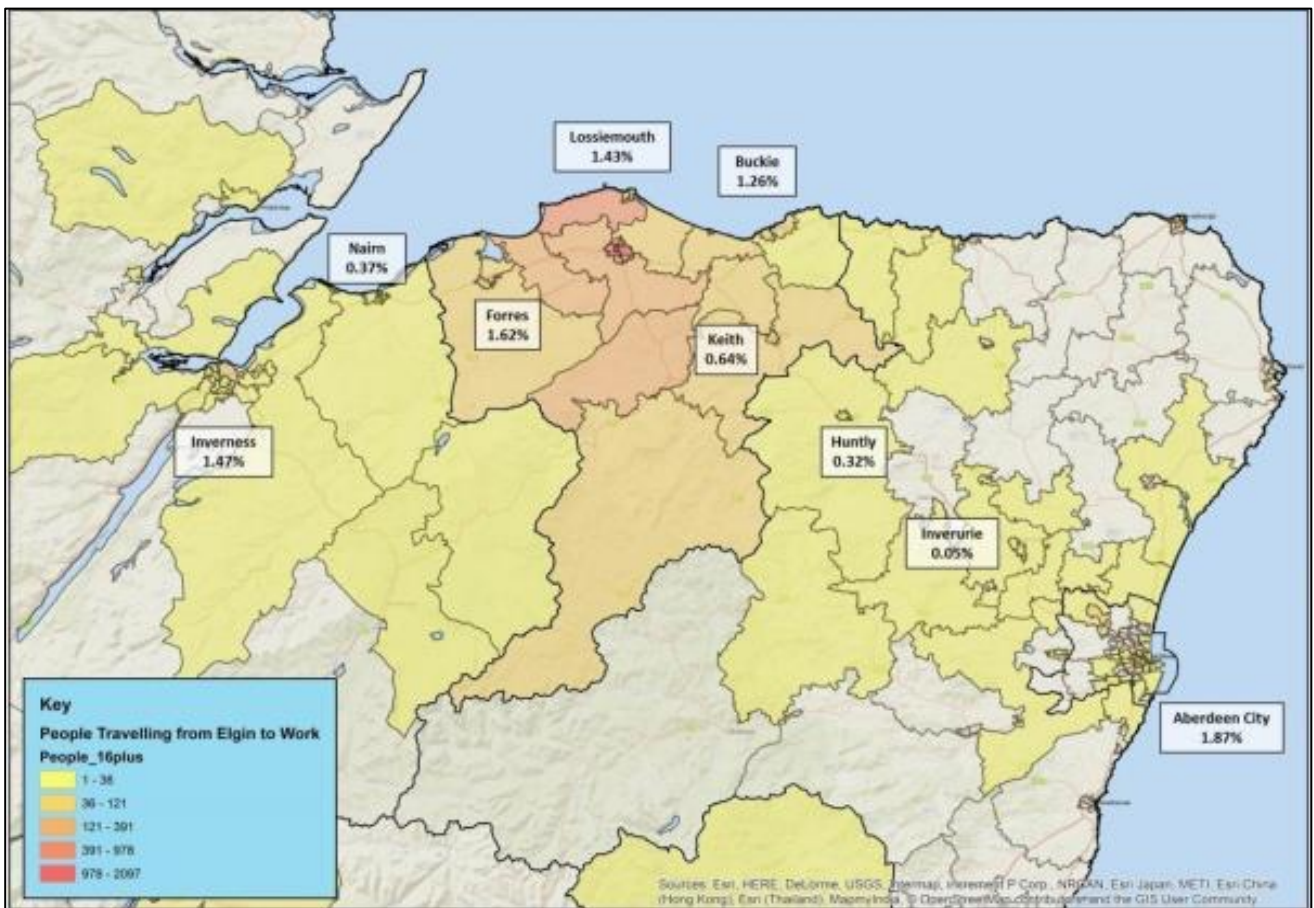 Lossiemouth
1.43%
Buckie
1.26%
Nairn
0.37%
Forres
1.62%
Keith
0.64%
Inverness
1.47%
Huntly
0.32%
Inverurie
0.05%
Aberdeen City
1.87%
Key
People Travelling from Elgin to Work
People_16plus
1 - 36
36 - 121
121 - 391
391 - 978
978 - 2097
Sources: Esri, HERE, DeLorme, USGS, Intermap, increment P Corp., NRCAN, Esri Japan, METI, Esri China
(Hong Kong), Esri (Thailand), MapmyIndia, © OpenStreetMap contributors, and the GIS User Community